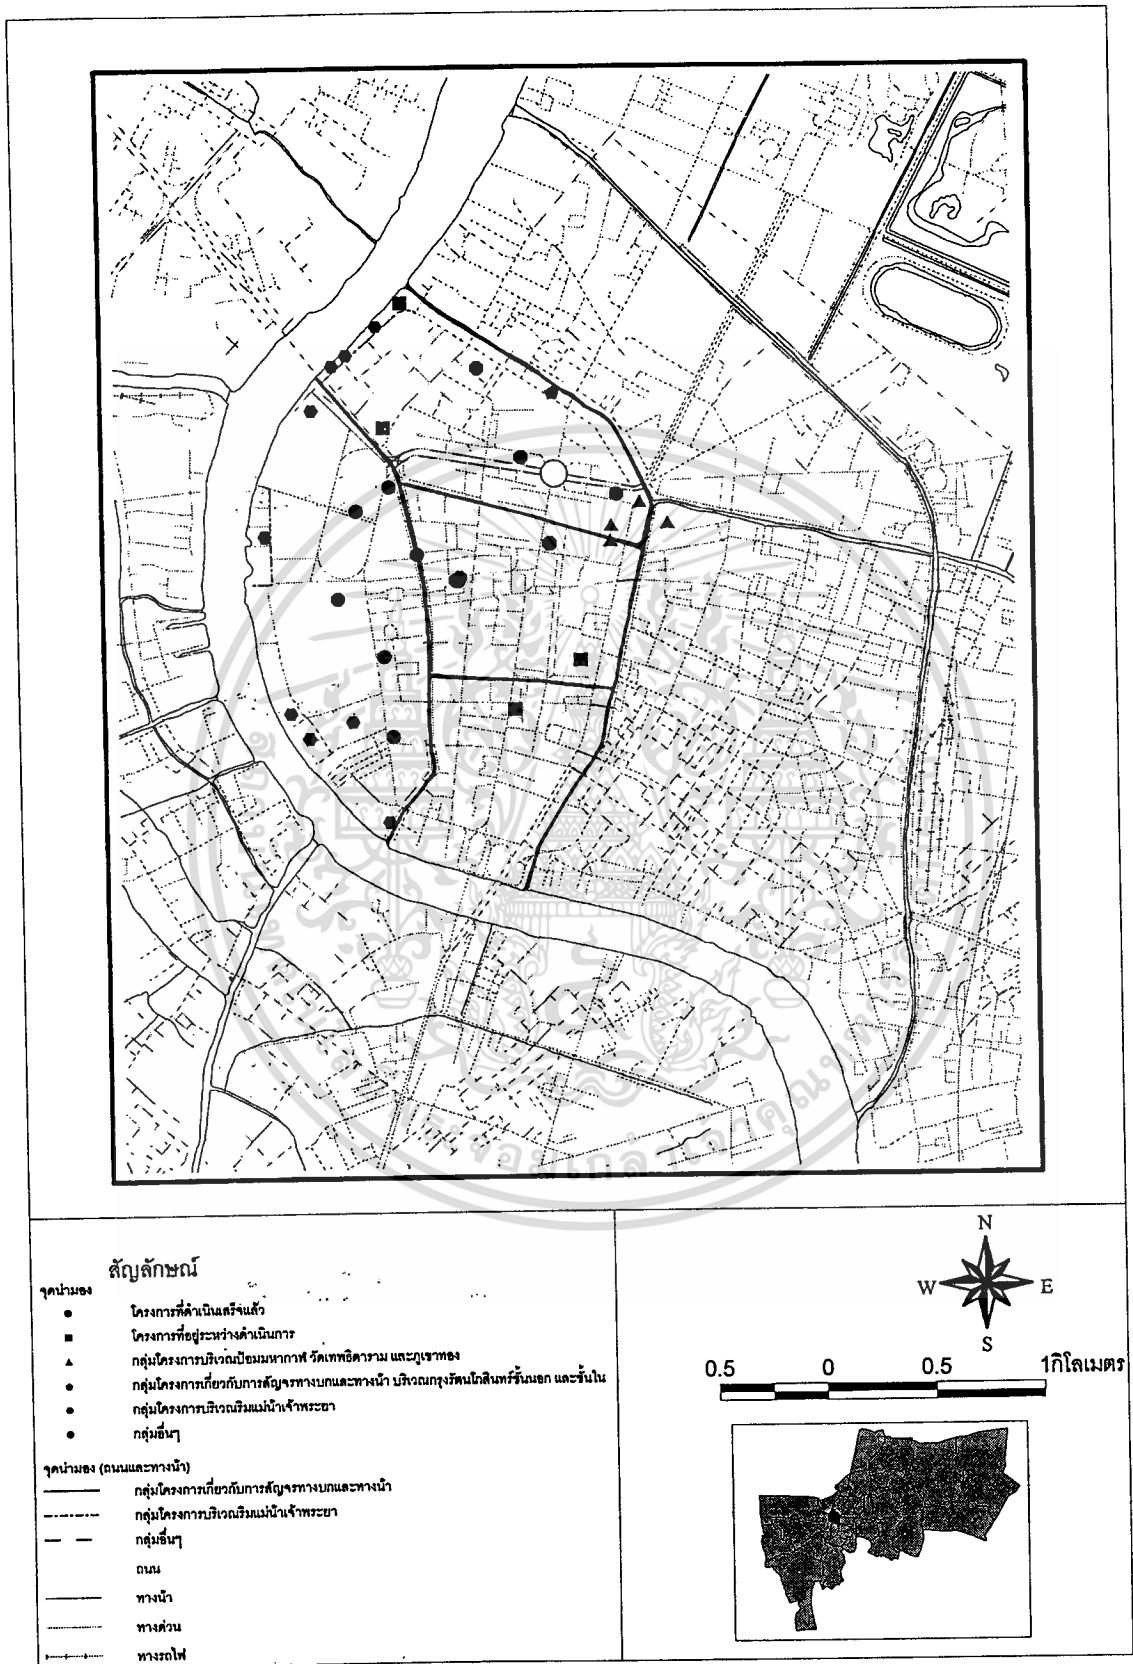 สัญลักษณ์
จุดน่ามอง
โครงการที่ดำเนินเสร็จแล้ว
โครงการที่อยู่ระหว่างดำเนินการ
กลุ่มโครงการบริเวณป้อมมหากาฬ วัดเทพธิดาราม และภูเขาทอง
กลุ่มโครงการเกี่ยวกับการสัญจรทางบกและทางน้ำ บริเวณกรุงรัตนโกสินทร์ชั้นนอก และชั้นใน
กลุ่มโครงการบริเวณริมแม่น้ำเจ้าพระยา
กลุ่มอื่นๆ
จุดน่ามอง (ถนนและทางน้ำ)
กลุ่มโครงการเกี่ยวกับการสัญจรทางบกและทางน้ำ
กลุ่มโครงการบริเวณริมแม่น้ำเจ้าพระยา
กลุ่มอื่นๆ
ถนน
ทางน้ำ
ทางด่วน
ทางรถไฟ
N
W E
S
0.5 0 0.5 1กิโลเมตร